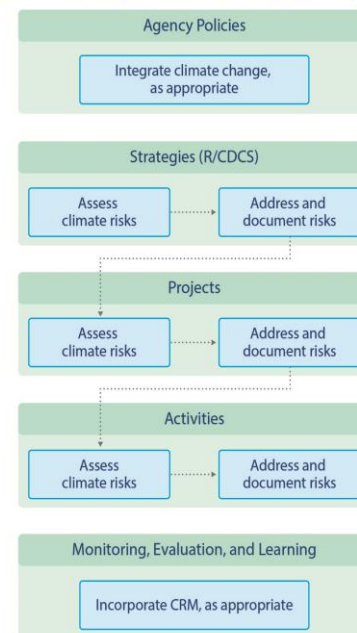 Agency Policies
Integrate climate change,
as appropriate
Strategies (R/CDCS)
Assess
climate risks
Address and
document risks
Projects
Assess
climate risks
Address and
document risks
Activities
Assess
climate risks
Address and
document risks
Monitoring, Evaluation, and Learning
Incorporate CRM, as appropriate